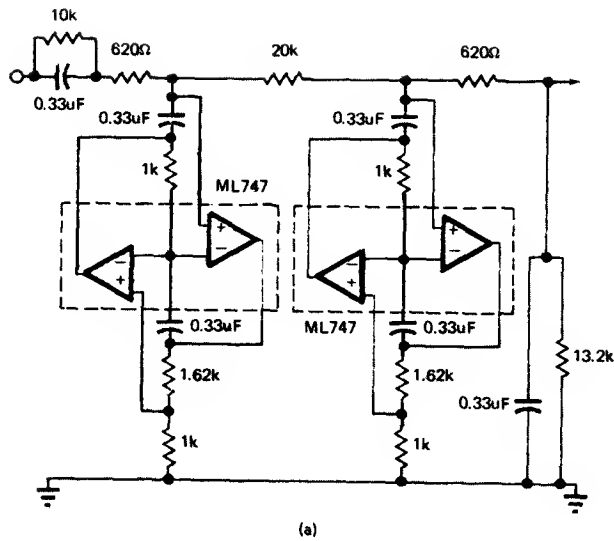 10k
620Ω
20k
620Ω
0.33uF
0.33uF
0.33uF
1k
1k
ML747
+
−
−
+
+
−
−
+
0.33uF
ML747
0.33uF
1.62k
1.62k
0.33uF
13.2k
1k
1k
(a)